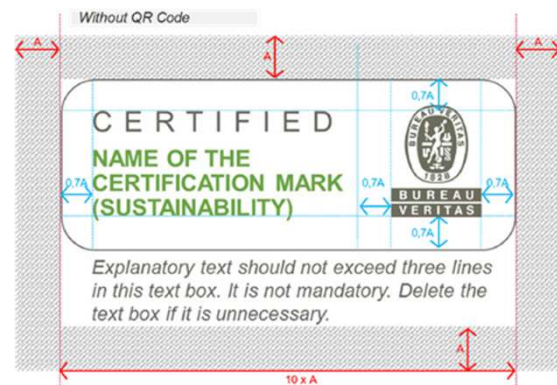 Without QR Code
A
A
A
0,7A
CERTIFIED
NAME OF THE
CERTIFICATION MARK
(SUSTAINABILITY)
0,7A
0,7A
0,7A
BUREAU VERITAS
1828
BUREAU
VERITAS
0,7A
Explanatory text should not exceed three lines
in this text box. It is not mandatory. Delete the
text box if it is unnecessary.
A
10 x A